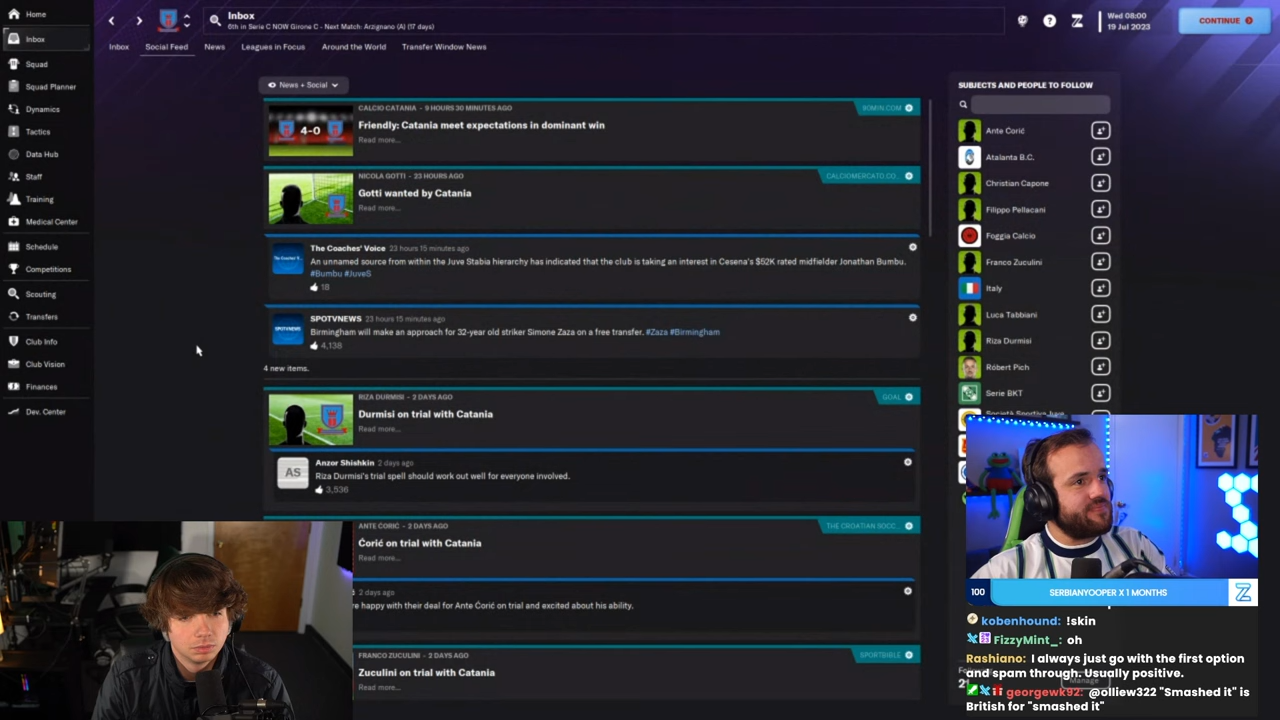 Home
Inbox
Squad
Squad Planner
Dynamics
Tactics
Data Hub
Staff
Training
Medical Center
Schedule
Competitions
Scouting
Transfers
Club Info
Club Vision
Finances
Dev. Center
Inbox
6th in Serie C NOW Girone C - Next Match: Arzignano (A) (17 days)
Wed 08:00
19 Jul 2023
CONTINUE
Inbox Social Feed News Leagues in Focus Around the World Transfer Window News
News + Social
CALCIO CATANIA - 9 HOURS 30 MINUTES AGO
90MIN.COM
4-0
Friendly: Catania meet expectations in dominant win
Read more...
NICOLA GOTTI - 23 HOURS AGO
CALCIOMERCATO.CO...
Gotti wanted by Catania
Read more...
The Coaches' Voice 23 hours 15 minutes ago
An unnamed source from within the Juve Stabia hierarchy has indicated that the club is taking an interest in Cesena's $52K rated midfielder Jonathan Bumbu.
#Bumbu #JuveS
18
SPOTVNEWS
SPOTVNEWS 23 hours 15 minutes ago
Birmingham will make an approach for 32-year old striker Simone Zaza on a free transfer. #Zaza #Birmingham
4,138
4 new items.
RIZA DURMISI - 2 DAYS AGO
GOAL
Durmisi on trial with Catania
Read more...
AS
Anzor Shishkin 2 days ago
Riza Durmisi's trial spell should work out well for everyone involved.
3,536
ANTE ĆORIĆ - 2 DAYS AGO
THE CROATIAN SOCC...
Ćorić on trial with Catania
Read more...
2 days ago
re happy with their deal for Ante Ćorić on trial and excited about his ability.
FRANCO ZUCULINI - 2 DAYS AGO
SPORTBIBLE
Zuculini on trial with Catania
Read more...
SUBJECTS AND PEOPLE TO FOLLOW
Ante Ćorić
Atalanta B.C.
Christian Capone
Filippo Pellacani
Foggia Calcio
Franco Zuculini
Italy
Luca Tabbiani
Riza Durmisi
Róbert Pich
Serie BKT
100 SERBIANYOOPER X 1 MONTHS
kobenhound: !skin
FizzyMint_: oh
Rashiano: I always just go with the first option
and spam through. Usually positive.
Manage
georgewk92: @olliew322 "Smashed it" is
British for "smashed it"